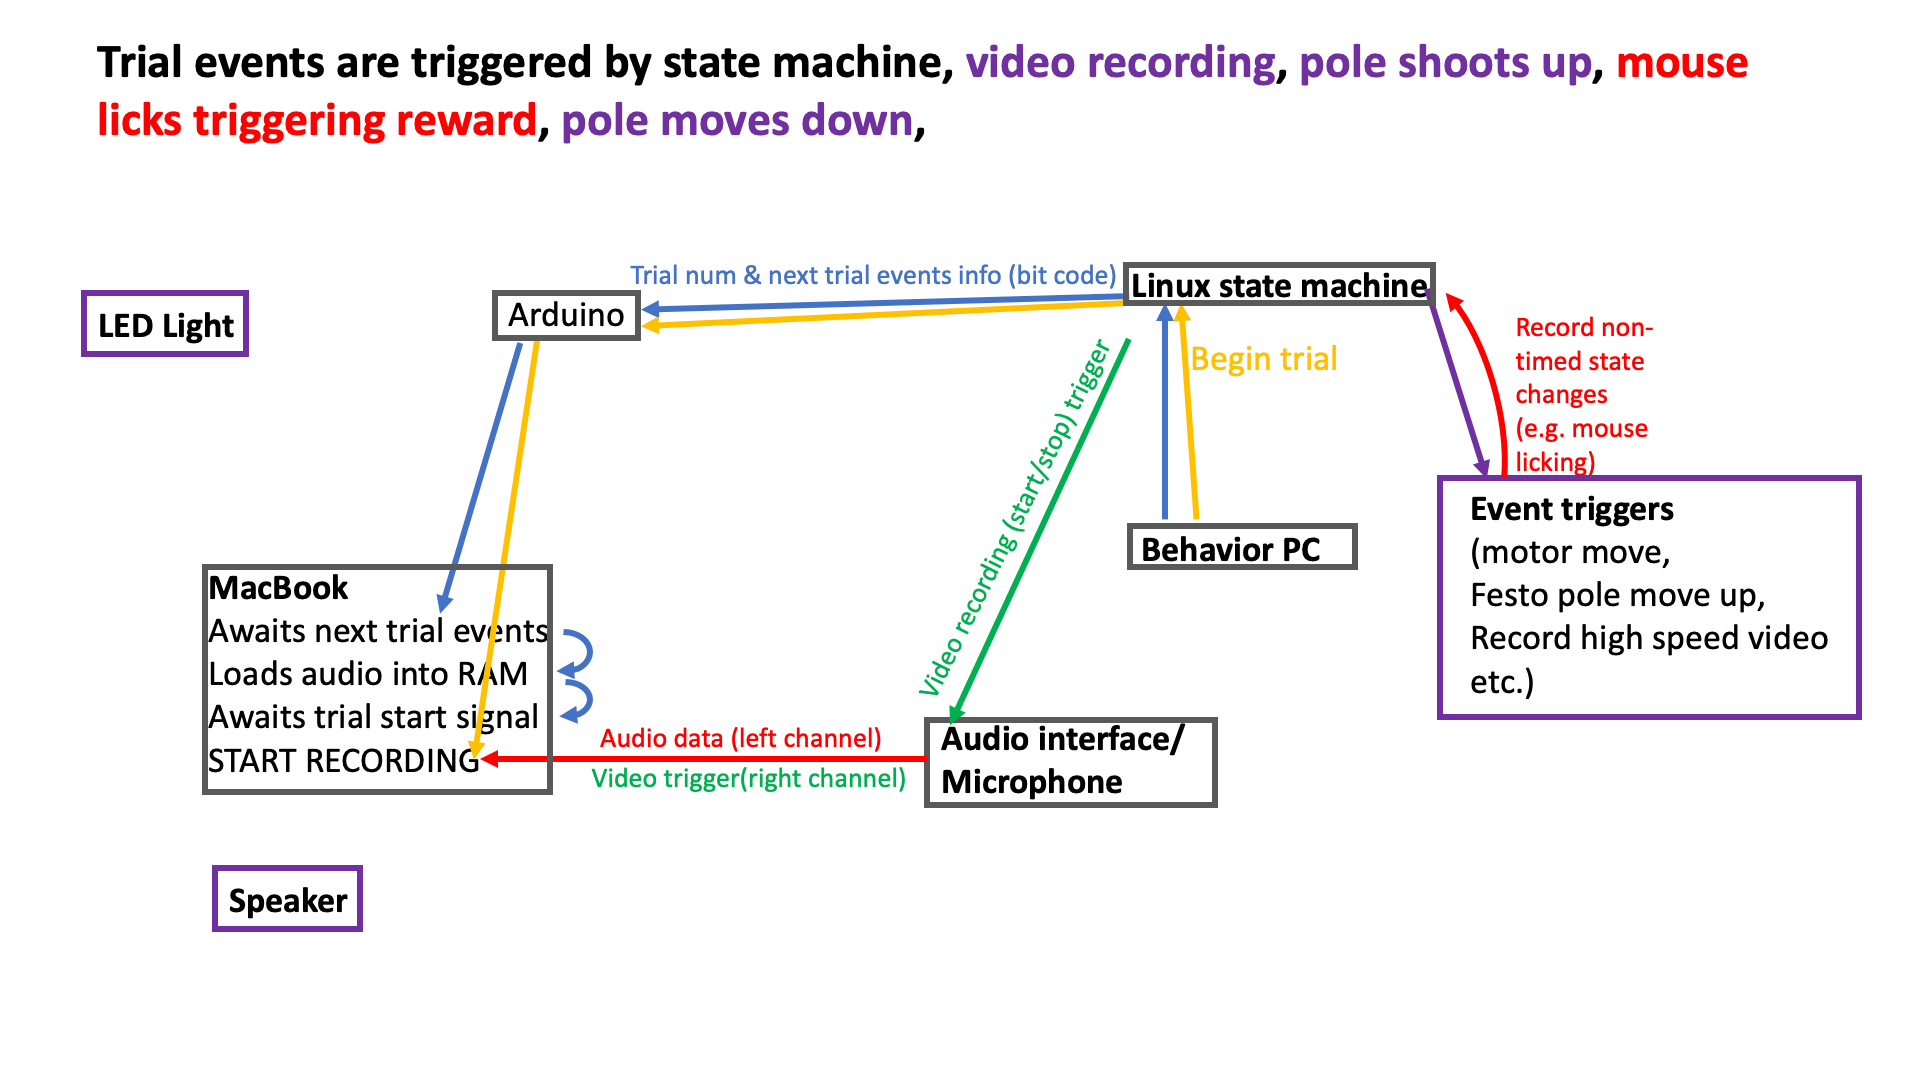 Trial events are triggered by state machine, video recording, pole shoots up, mouse
licks triggering reward, pole moves down,
Trial num & next trial events info (bit code)
Linux state machine
LED Light
Arduino
Begin trial
Record non-
timed state
changes
(e.g. mouse
licking)
Video recording (start/stop) trigger
Behavior PC
Event triggers
(motor move,
Festo pole move up,
Record high speed video
etc.)
MacBook
Awaits next trial events
Loads audio into RAM
Awaits trial start signal
START RECORDING
Audio data (left channel)
Video trigger(right channel)
Audio interface/
Microphone
Speaker